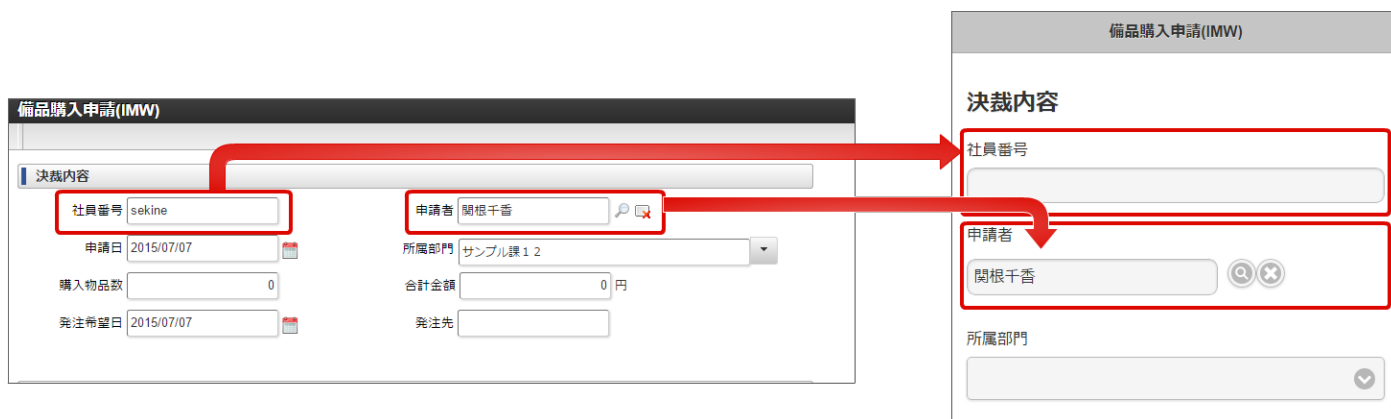 備品購入申請(IMW)
決裁内容
社員番号 sekine 申請者 関根千香
申請日 2015/07/07 所属部門 サンプル課12
購入物品数 0 合計金額 0 円
発注希望日 2015/07/07 発注先
備品購入申請(IMW)
決裁内容
社員番号
申請者
関根千香
所属部門